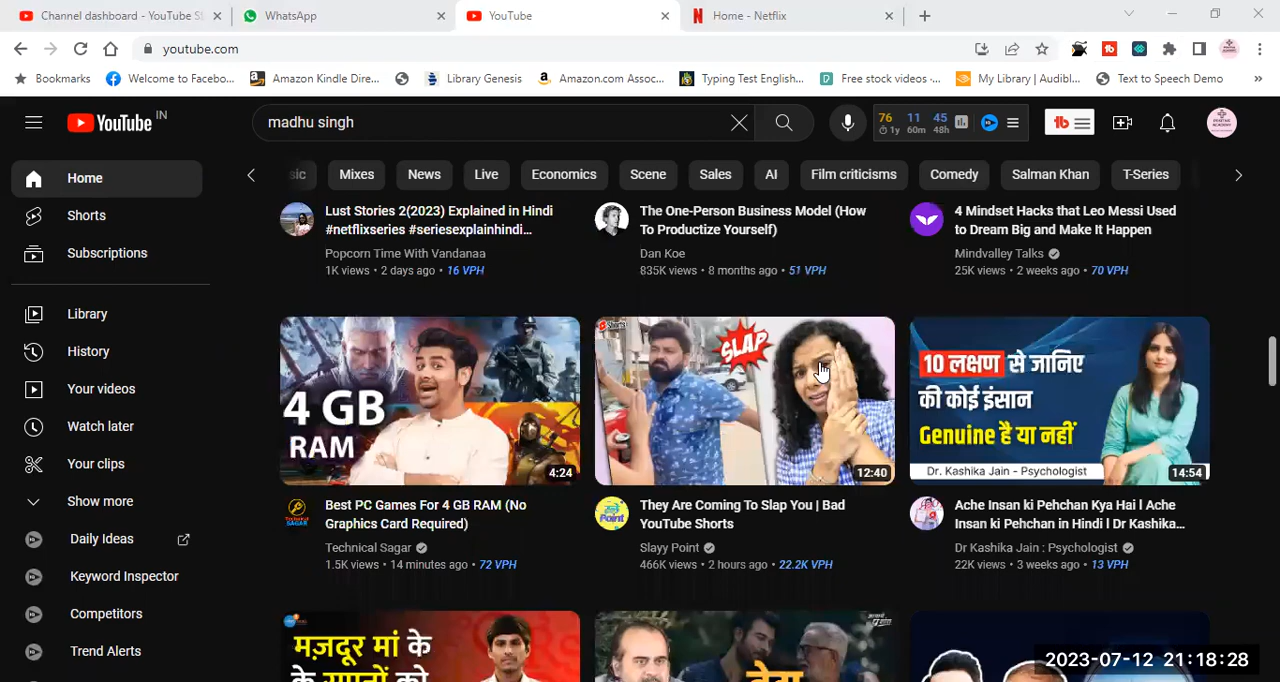 Channel dashboard - YouTube S
WhatsApp
YouTube
Home - Netflix
youtube.com
Bookmarks
Welcome to Facebo...
Amazon Kindle Dire...
Library Genesis
Amazon.com Assoc...
Typing Test English...
Free stock videos -...
My Library | Audibl...
Text to Speech Demo
YouTube IN
madhu singh
76 11 45
1y 60m 48h
tb
Home
Shorts
Subscriptions
Library
History
Your videos
Watch later
Your clips
Show more
Daily Ideas
Keyword Inspector
Competitors
Trend Alerts
sic
Mixes
News
Live
Economics
Scene
Sales
AI
Film criticisms
Comedy
Salman Khan
T-Series
Lust Stories 2(2023) Explained in Hindi
#netflixseries #seriesexplainhindi...
Popcorn Time With Vandanaa
1K views • 2 days ago • 16 VPH
The One-Person Business Model (How
To Productize Yourself)
Dan Koe
835K views • 8 months ago • 51 VPH
4 Mindset Hacks that Leo Messi Used
to Dream Big and Make It Happen
Mindvalley Talks
25K views • 2 weeks ago • 70 VPH
4 GB
RAM
4:24
Best PC Games For 4 GB RAM (No
Graphics Card Required)
Technical Sagar
1.5K views • 14 minutes ago • 72 VPH
Shorts
SLAP
12:40
Point
They Are Coming To Slap You | Bad
YouTube Shorts
Slayy Point
466K views • 2 hours ago • 22.2K VPH
10 लक्षण से जानिए
की कोई इंसान
Genuine है या नहीं
Dr. Kashika Jain - Psychologist
14:54
Ache Insan ki Pehchan Kya Hai l Ache
Insan ki Pehchan in Hindi l Dr Kashika...
Dr Kashika Jain : Psychologist
22K views • 3 weeks ago • 13 VPH
मज़दूर मां के
के सपनों को
बेटा
2023-07-12 21:18:28